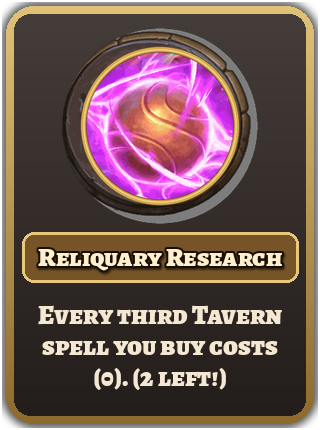 Reliquary Research
Every third Tavern
spell you buy costs
(0). (2 left!)